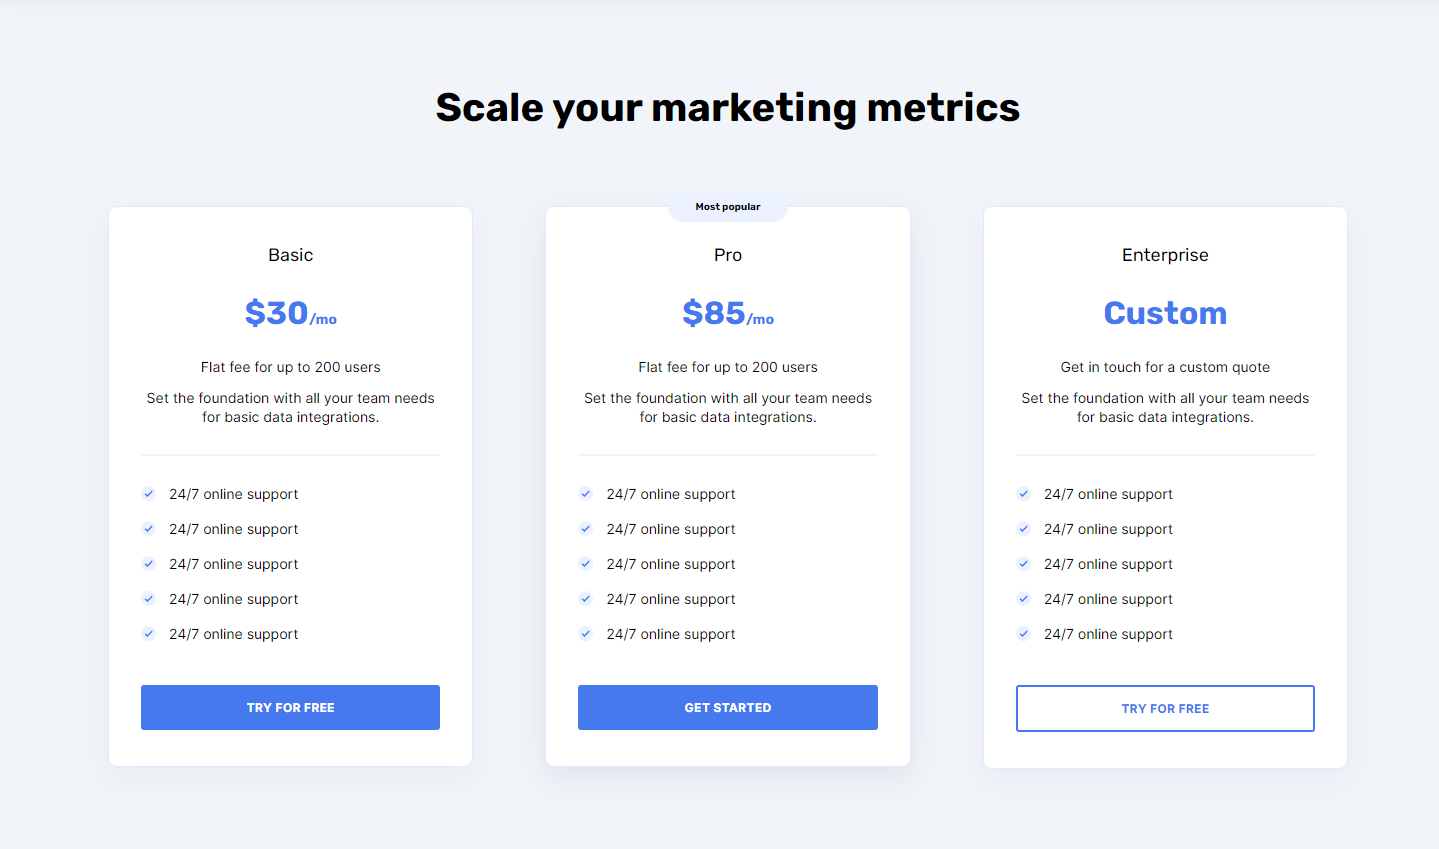 Scale your marketing metrics
Basic
$30/mo
Flat fee for up to 200 users
Set the foundation with all your team needs
for basic data integrations.
24/7 online support
24/7 online support
24/7 online support
24/7 online support
24/7 online support
TRY FOR FREE
Most popular
Pro
$85/mo
Flat fee for up to 200 users
Set the foundation with all your team needs
for basic data integrations.
24/7 online support
24/7 online support
24/7 online support
24/7 online support
24/7 online support
GET STARTED
Enterprise
Custom
Get in touch for a custom quote
Set the foundation with all your team needs
for basic data integrations.
24/7 online support
24/7 online support
24/7 online support
24/7 online support
24/7 online support
TRY FOR FREE